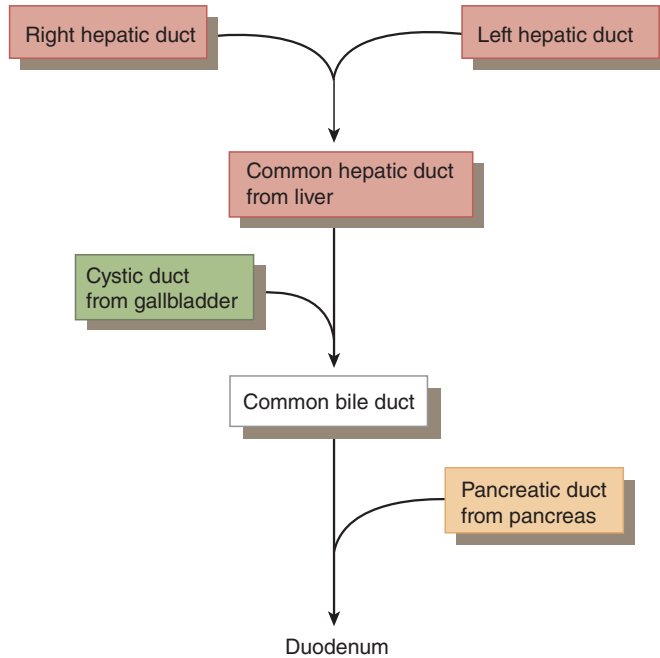 Right hepatic duct
Left hepatic duct
Common hepatic duct
from liver
Cystic duct
from gallbladder
Common bile duct
Pancreatic duct
from pancreas
Duodenum